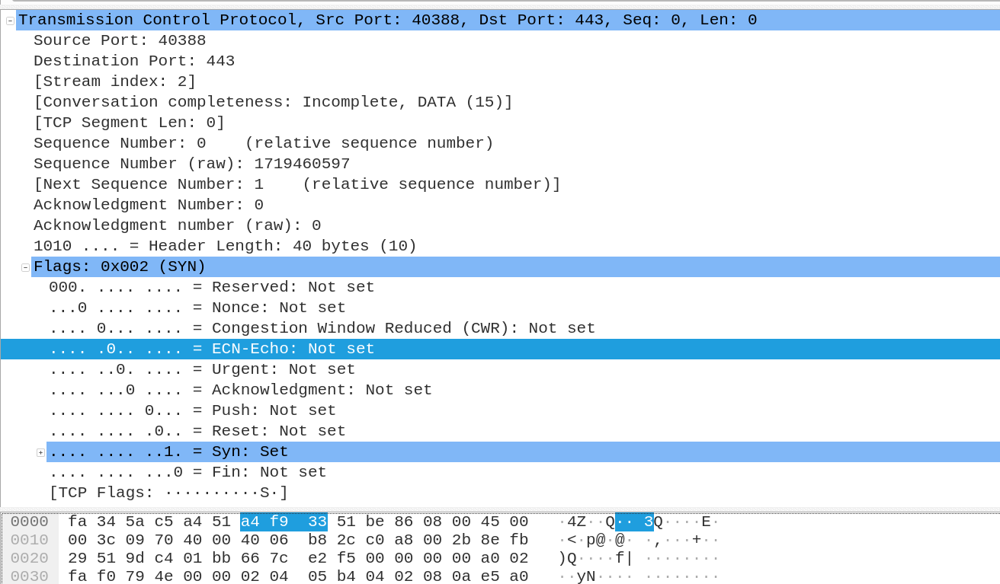 Transmission Control Protocol, Src Port: 40388, Dst Port: 443, Seq: 0, Len: 0
Source Port: 40388
Destination Port: 443
[Stream index: 2]
[Conversation completeness: Incomplete, DATA (15)]
[TCP Segment Len: 0]
Sequence Number: 0    (relative sequence number)
Sequence Number (raw): 1719460597
[Next Sequence Number: 1    (relative sequence number)]
Acknowledgment Number: 0
Acknowledgment number (raw): 0
1010 .... = Header Length: 40 bytes (10)
Flags: 0x002 (SYN)
000. .... .... = Reserved: Not set
...0 .... .... = Nonce: Not set
.... 0... .... = Congestion Window Reduced (CWR): Not set
.... .0.. .... = ECN-Echo: Not set
.... ..0. .... = Urgent: Not set
.... ...0 .... = Acknowledgment: Not set
.... .... 0... = Push: Not set
.... .... .0.. = Reset: Not set
.... .... ..1. = Syn: Set
.... .... ...0 = Fin: Not set
[TCP Flags: ··········S·]
0000 fa 34 5a c5 a4 51 a4 f9  33 51 be 86 08 00 45 00   ·4Z··Q·· 3Q····E·
0010 00 3c 09 70 40 00 40 06  b8 2c c0 a8 00 2b 8e fb   ·<·p@·@· ·,···+··
0020 29 51 9d c4 01 bb 66 7c  e2 f5 00 00 00 00 a0 02   )Q····f| ········
0030 fa f0 79 4e 00 00 02 04  05 b4 04 02 08 0a e5 a0   ··yN···· ········